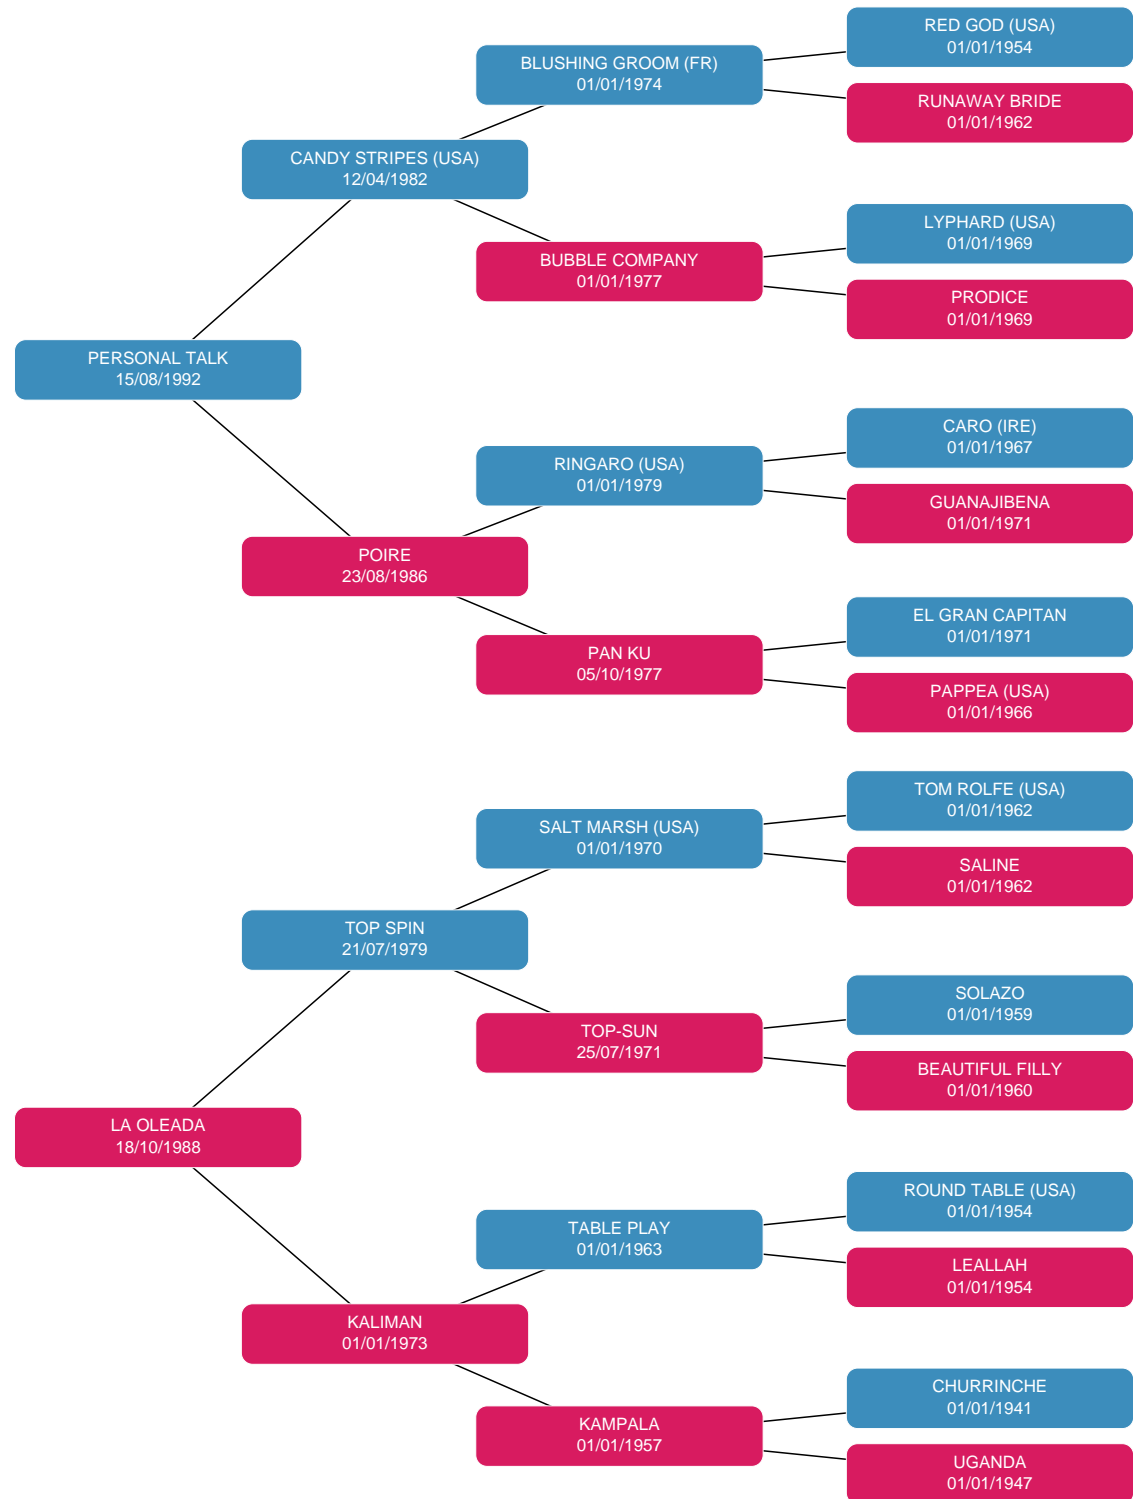 RED GOD (USA)
01/01/1954
BLUSHING GROOM (FR)
01/01/1974
RUNAWAY BRIDE
01/01/1962
CANDY STRIPES (USA)
12/04/1982
LYPHARD (USA)
01/01/1969
BUBBLE COMPANY
01/01/1977
PRODICE
01/01/1969
PERSONAL TALK
15/08/1992
CARO (IRE)
01/01/1967
RINGARO (USA)
01/01/1979
GUANAJIBENA
01/01/1971
POIRE
23/08/1986
EL GRAN CAPITAN
01/01/1971
PAN KU
05/10/1977
PAPPEA (USA)
01/01/1966
TOM ROLFE (USA)
01/01/1962
SALT MARSH (USA)
01/01/1970
SALINE
01/01/1962
TOP SPIN
21/07/1979
SOLAZO
01/01/1959
TOP-SUN
25/07/1971
BEAUTIFUL FILLY
01/01/1960
LA OLEADA
18/10/1988
ROUND TABLE (USA)
01/01/1954
TABLE PLAY
01/01/1963
LEALLAH
01/01/1954
KALIMAN
01/01/1973
CHURRINCHE
01/01/1941
KAMPALA
01/01/1957
UGANDA
01/01/1947